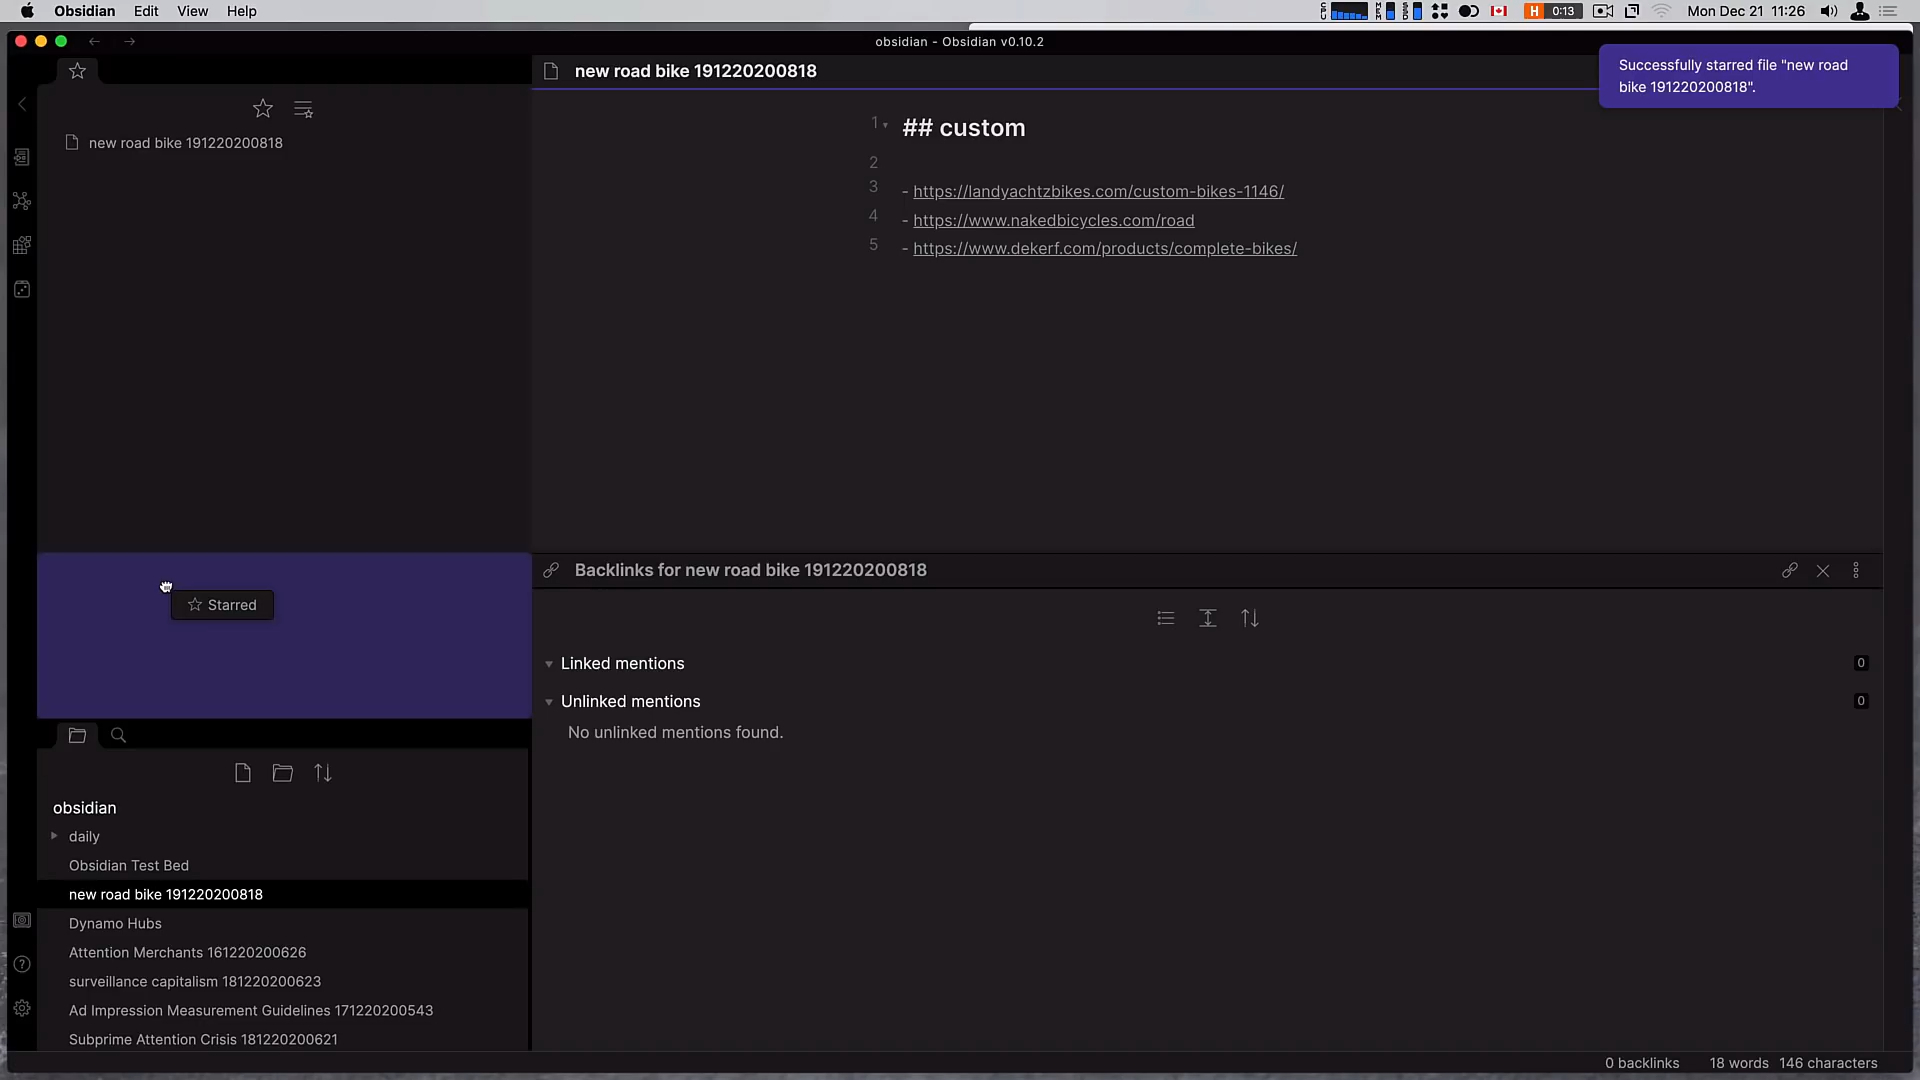 Obsidian Edit View Help
0:13 Mon Dec 21 11:26
obsidian - Obsidian v0.10.2
new road bike 191220200818
Successfully starred file "new road
bike 191220200818".
new road bike 191220200818
1 ## custom
2
3 - https://landyachtzbikes.com/custom-bikes-1146/
4 - https://www.nakedbicycles.com/road
5 - https://www.dekerf.com/products/complete-bikes/
Starred
Backlinks for new road bike 191220200818
Linked mentions 0
Unlinked mentions 0
No unlinked mentions found.
obsidian
daily
Obsidian Test Bed
new road bike 191220200818
Dynamo Hubs
Attention Merchants 161220200626
surveillance capitalism 181220200623
Ad Impression Measurement Guidelines 171220200543
Subprime Attention Crisis 181220200621
0 backlinks 18 words 146 characters